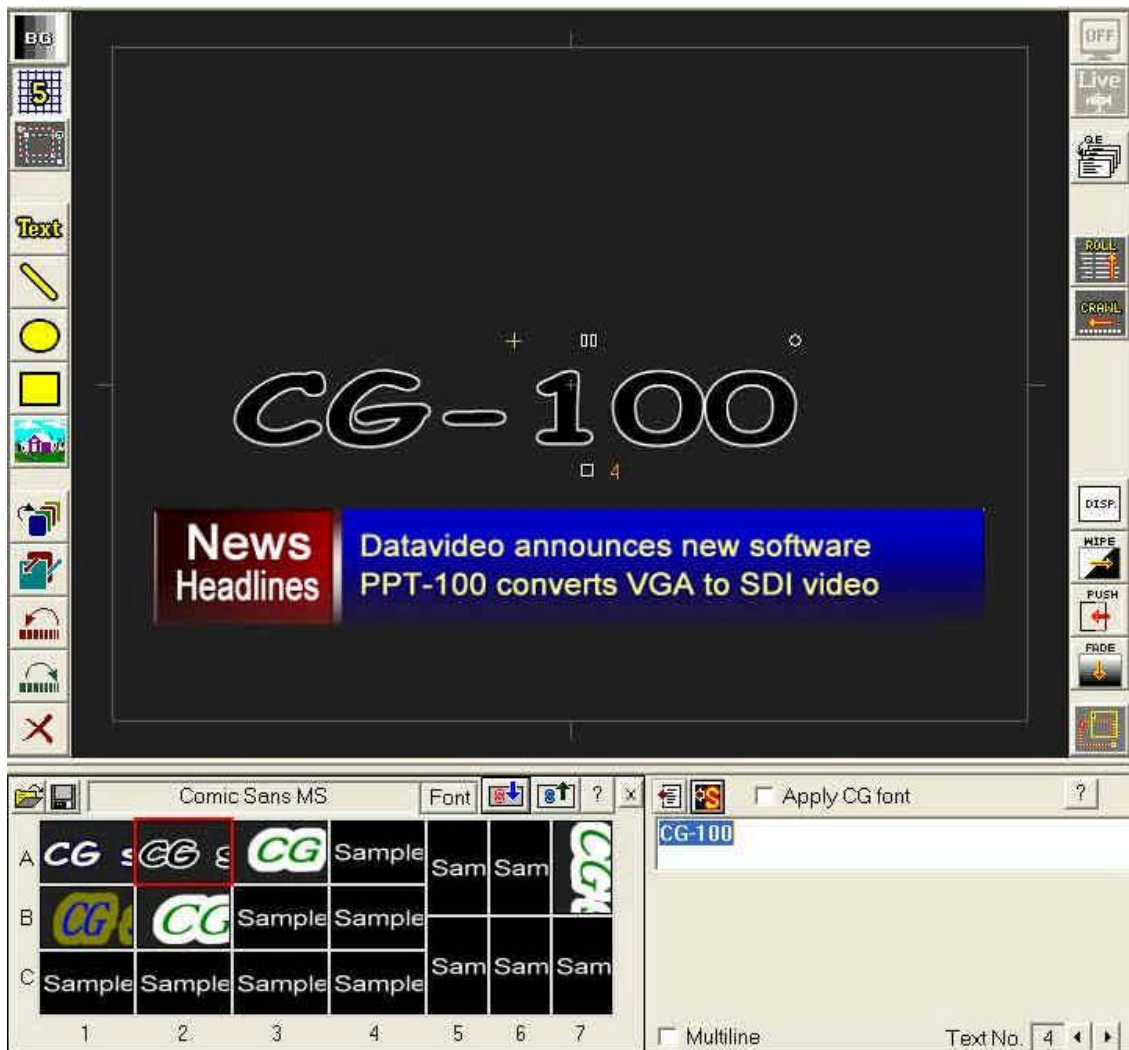 BG
OFF
5
Live
Q.E
Text
ROLL
CRAWL
CG-100
4
News
Headlines
Datavideo announces new software
PPT-100 converts VGA to SDI video
DISP.
WIPE
PUSH
FADE
Comic Sans MS
Font
S
S
?
x
S
Apply CG font
?
CG-100
A
CG s
CG S
CG
Sample
Sam
Sam
CG
B
CG
CG
Sample
Sample
C
Sample
Sample
Sample
Sample
Sam
Sam
Sam
1
2
3
4
5
6
7
Multiline
Text No. 4